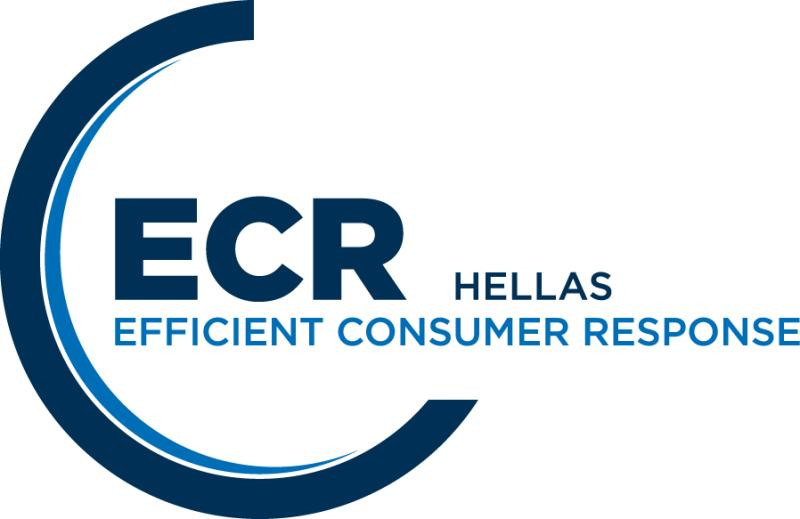 ECR HELLAS
EFFICIENT CONSUMER RESPONSE